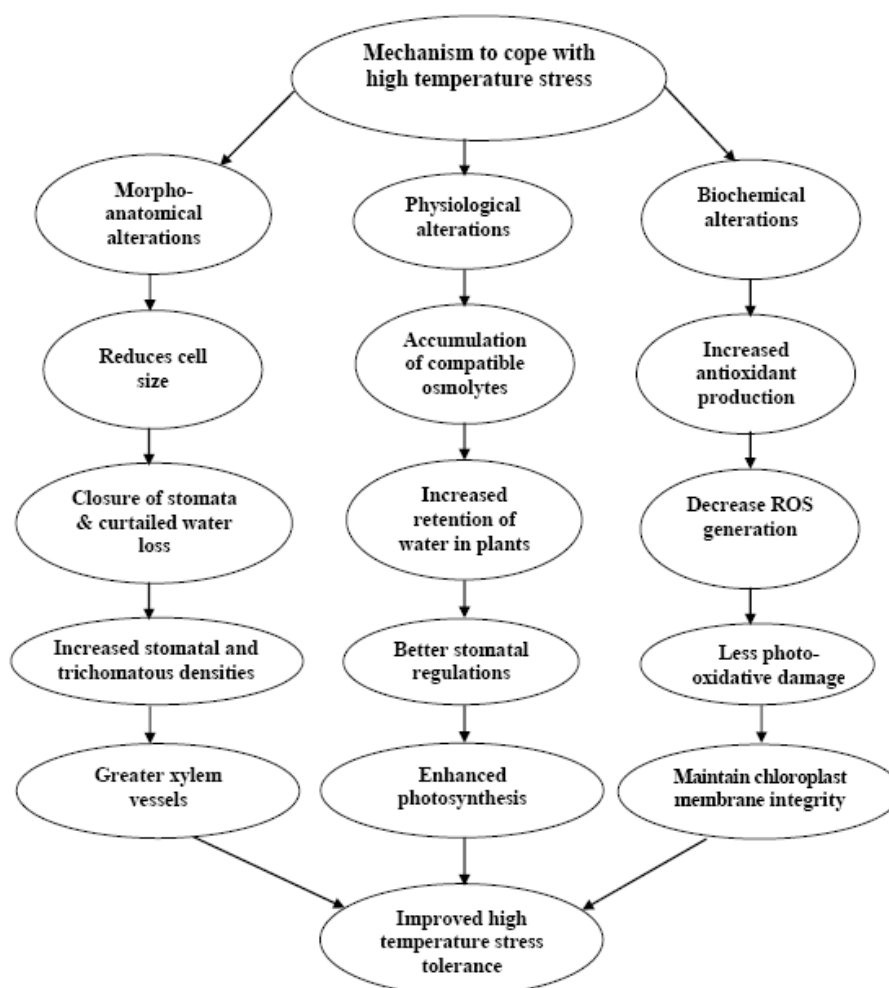 Mechanism to cope with
high temperature stress
Morpho-
anatomical
alterations
Physiological
alterations
Biochemical
alterations
Reduces cell
size
Accumulation
of compatible
osmolytes
Increased
antioxidant
production
Closure of stomata
& curtailed water
loss
Increased
retention of
water in plants
Decrease ROS
generation
Increased stomatal and
trichomatous densities
Better stomatal
regulations
Less photo-
oxidative damage
Greater xylem
vessels
Enhanced
photosynthesis
Maintain chloroplast
membrane integrity
Improved high
temperature stress
tolerance